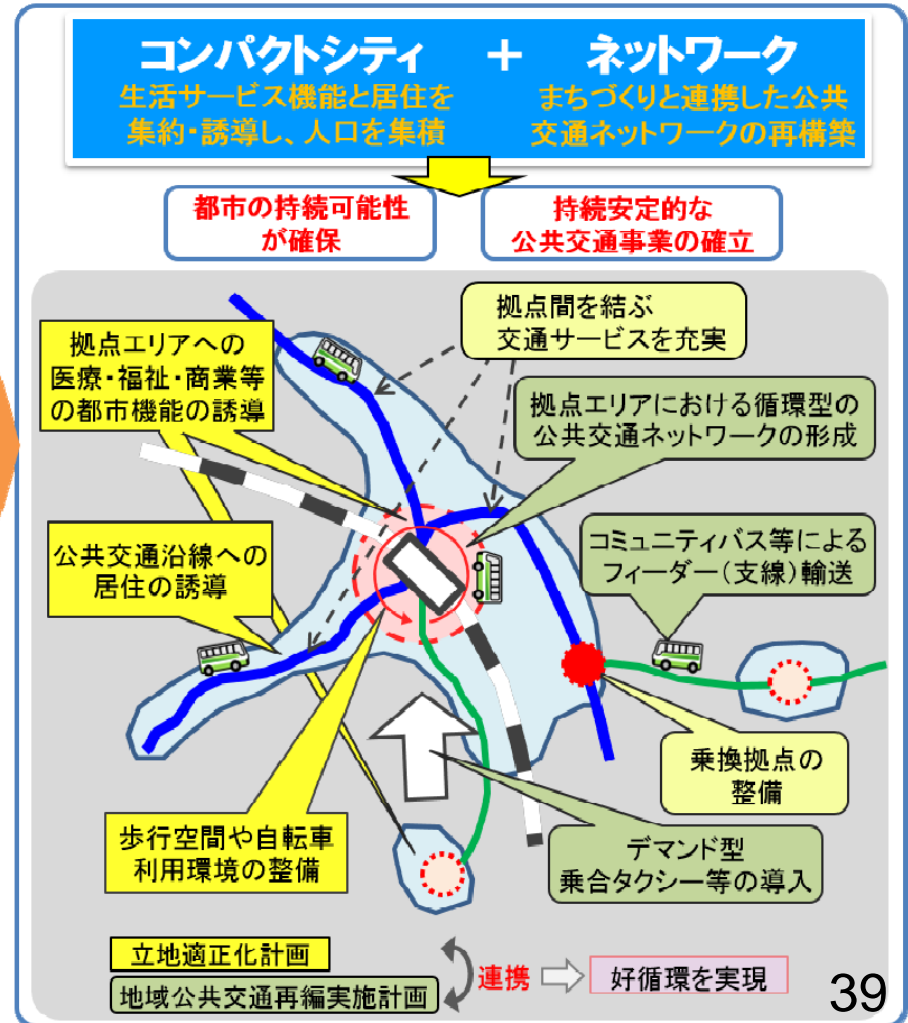 コンパクトシティ ＋ ネットワーク
生活サービス機能と居住を
集約・誘導し、人口を集積
まちづくりと連携した公共
交通ネットワークの再構築
都市の持続可能性
が確保
持続安定的な
公共交通事業の確立
拠点間を結ぶ
交通サービスを充実
拠点エリアへの
医療・福祉・商業等
の都市機能の誘導
拠点エリアにおける循環型の
公共交通ネットワークの形成
公共交通沿線への
居住の誘導
コミュニティバス等による
フィーダー（支線）輸送
乗換拠点の
整備
歩行空間や自転車
利用環境の整備
デマンド型
乗合タクシー等の導入
立地適正化計画
地域公共交通再編実施計画
連携
好循環を実現
39